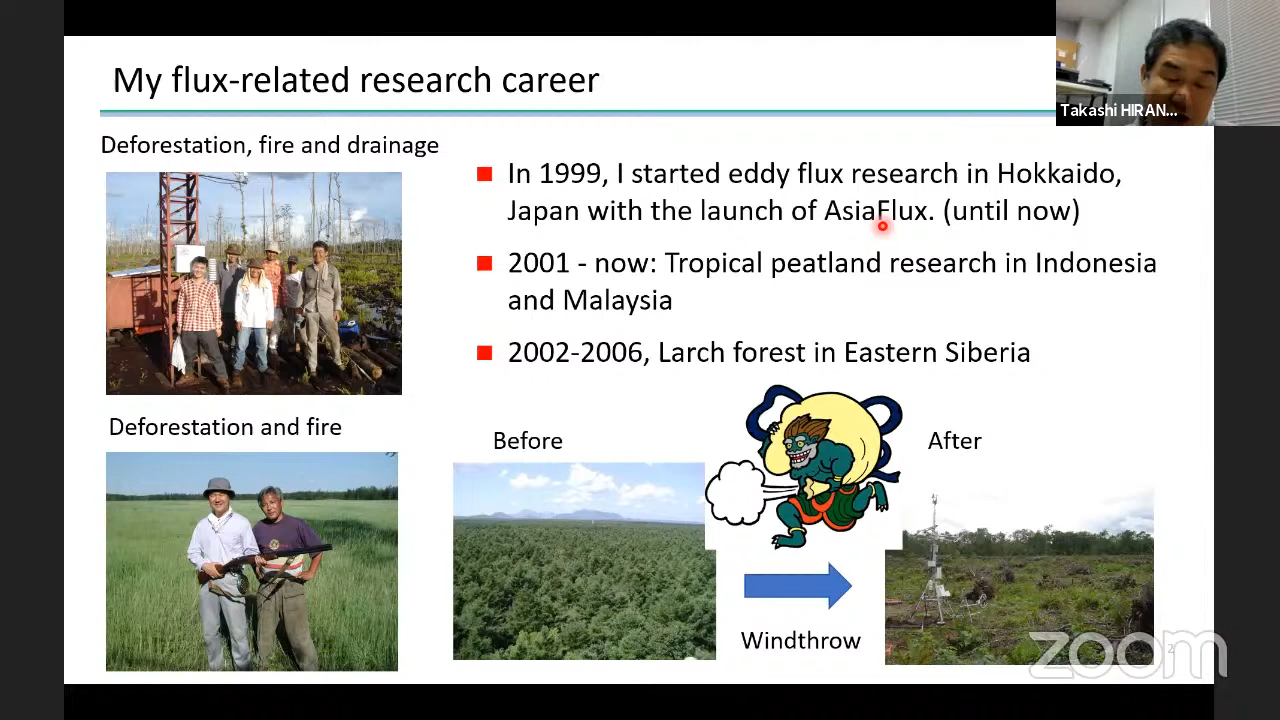 My flux-related research career
Takashi HIRAN...
Deforestation, fire and drainage
In 1999, I started eddy flux research in Hokkaido,
Japan with the launch of AsiaFlux. (until now)
2001 - now: Tropical peatland research in Indonesia
and Malaysia
2002-2006, Larch forest in Eastern Siberia
Deforestation and fire
Before
After
Windthrow
zoom
2